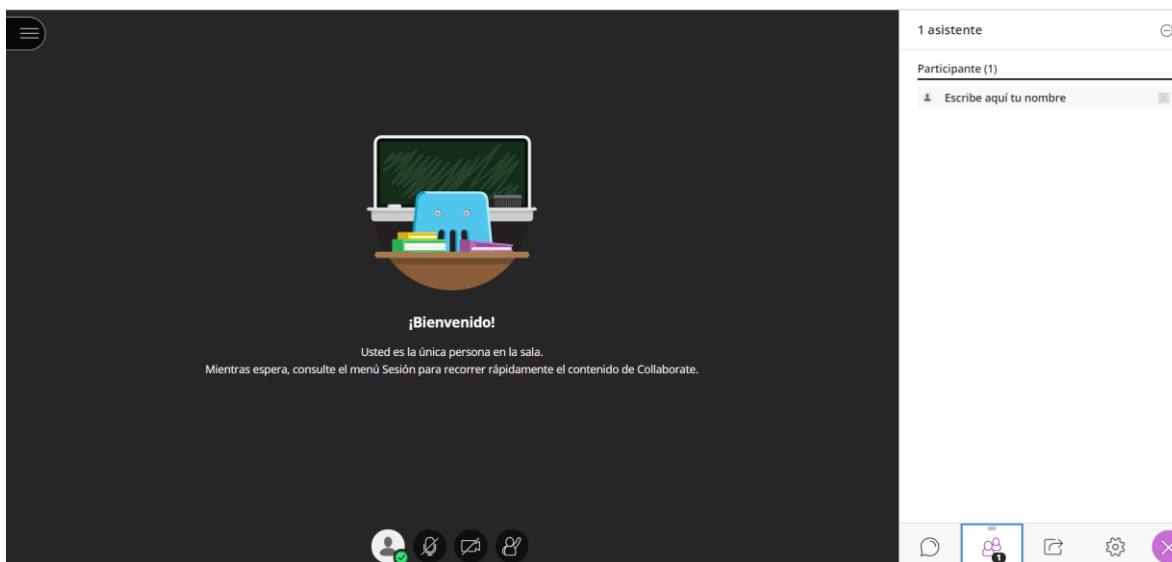 1 asistente
Participante (1)
Escribe aquí tu nombre
¡Bienvenido!
Usted es la única persona en la sala.
Mientras espera, consulte el menú Sesión para recorrer rápidamente el contenido de Collaborate.
1